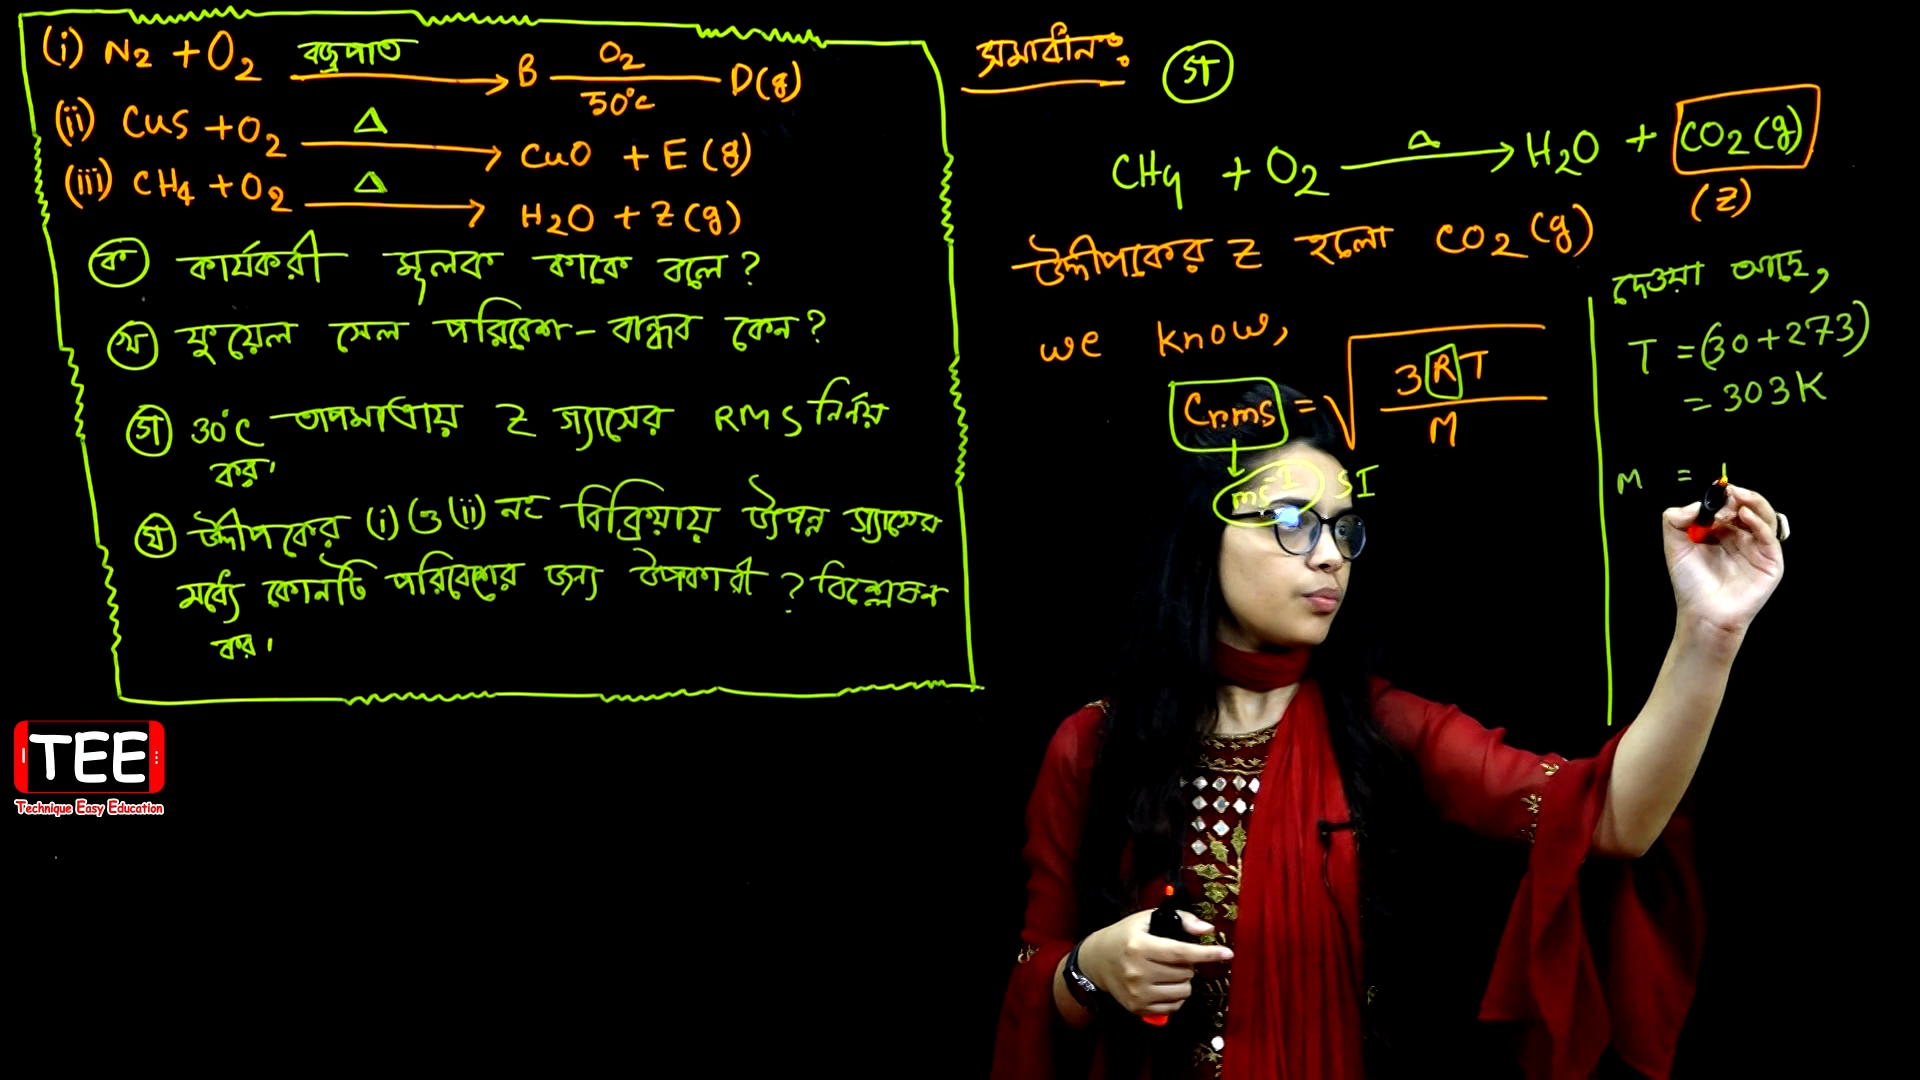 (i) N2 + O2 বজ্রপাত → B O2 50°C D(g)
(ii) CuS + O2 Δ → CuO + E(g)
(iii) CH4 + O2 Δ → H2O + Z(g)
ক কার্যকরী মূলক কাকে বলে?
খ ফুয়েল সেল পরিবেশ-বান্ধব কেন?
গ 30°C তাপমাত্রায় Z গ্যাসের RMS নির্নয়
কর।
ঘ উদ্দীপকের (i) ও (ii) নং বিক্রিয়ায় উৎপন্ন গ্যাসের
মধ্যে কোনটি পরিবেশের জন্য উপকারী? বিশ্লেষন
কর।
সমাধান: গ
CH4 + O2 Δ → H2O + CO2(g)
(Z)
উদ্দীপকের Z হলো CO2(g)
we know,
Crms = √3RT/M
ms-1 SI
দেওয়া আছে,
T = (30+273)
= 303K
M =
TEE
Technique Easy Education